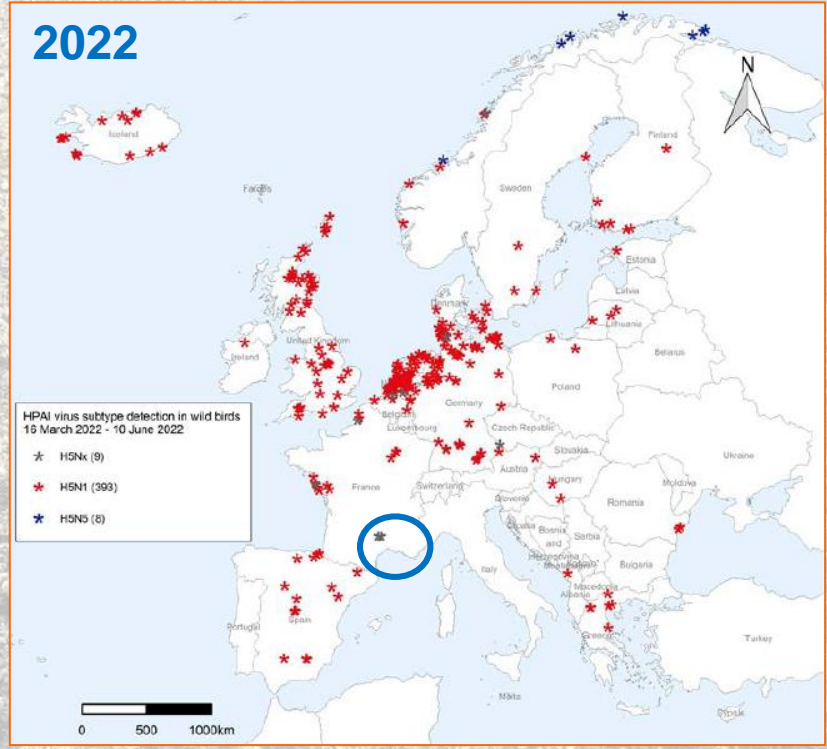 2022
N
Iceland
Faroes
Finland
Sweden
Estonia
Latvia
Denmark
Lithuania
United Kingdom
Ireland
Belarus
Poland
Germany
HPAI virus subtype detection in wild birds
16 March 2022 - 10 June 2022
H5Nx (9)
H5N1 (393)
H5N5 (8)
Luxembourg
Czech Republic
Ukraine
Slovakia
Austria
Moldova
France
Switzerland
Hungary
Slovenia
Romania
Croatia
Bosnia
and
Herzegovina
Serbia
Italy
Bulgaria
Macedonia
Albania
Portugal
Spain
Greece
Turkey
Malta
0 500 1000km